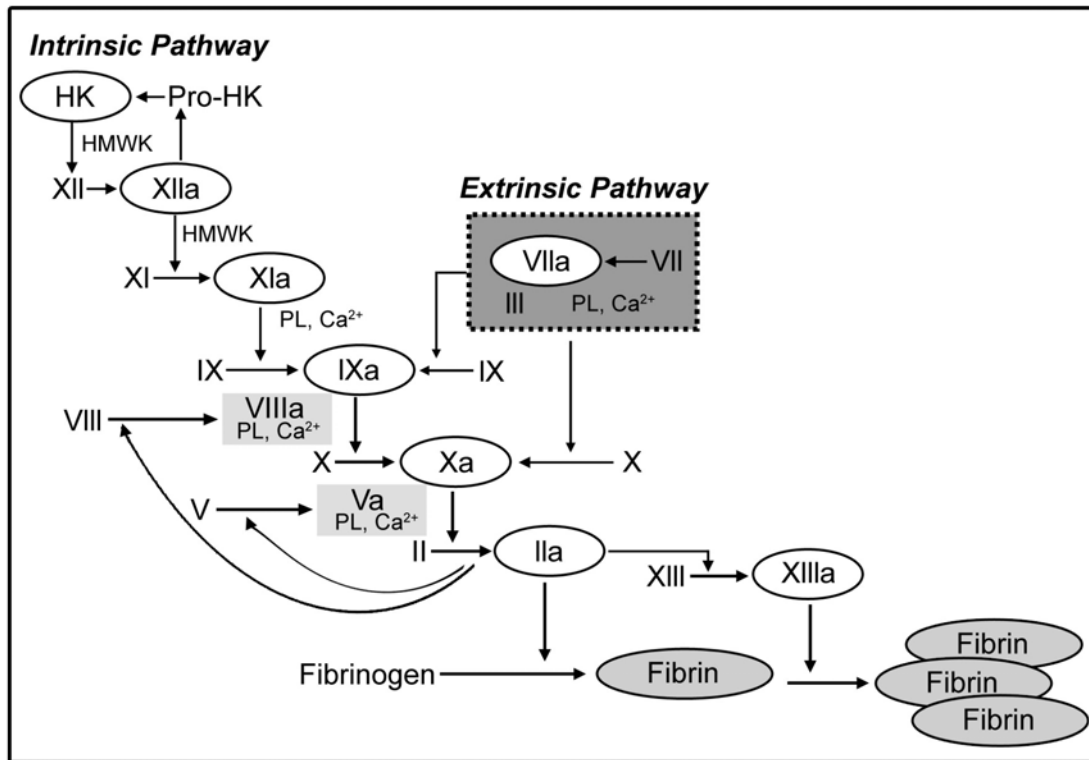 Intrinsic Pathway
HK
Pro-HK
HMWK
XII
XIIa
HMWK
XI
XIa
PL, Ca²⁺
Extrinsic Pathway
VIIa
VII
III
PL, Ca²⁺
IX
IXa
IX
VIII
VIIIa
PL, Ca²⁺
X
Xa
X
V
Va
PL, Ca²⁺
II
IIa
XIII
XIIIa
Fibrinogen
Fibrin
Fibrin
Fibrin
Fibrin